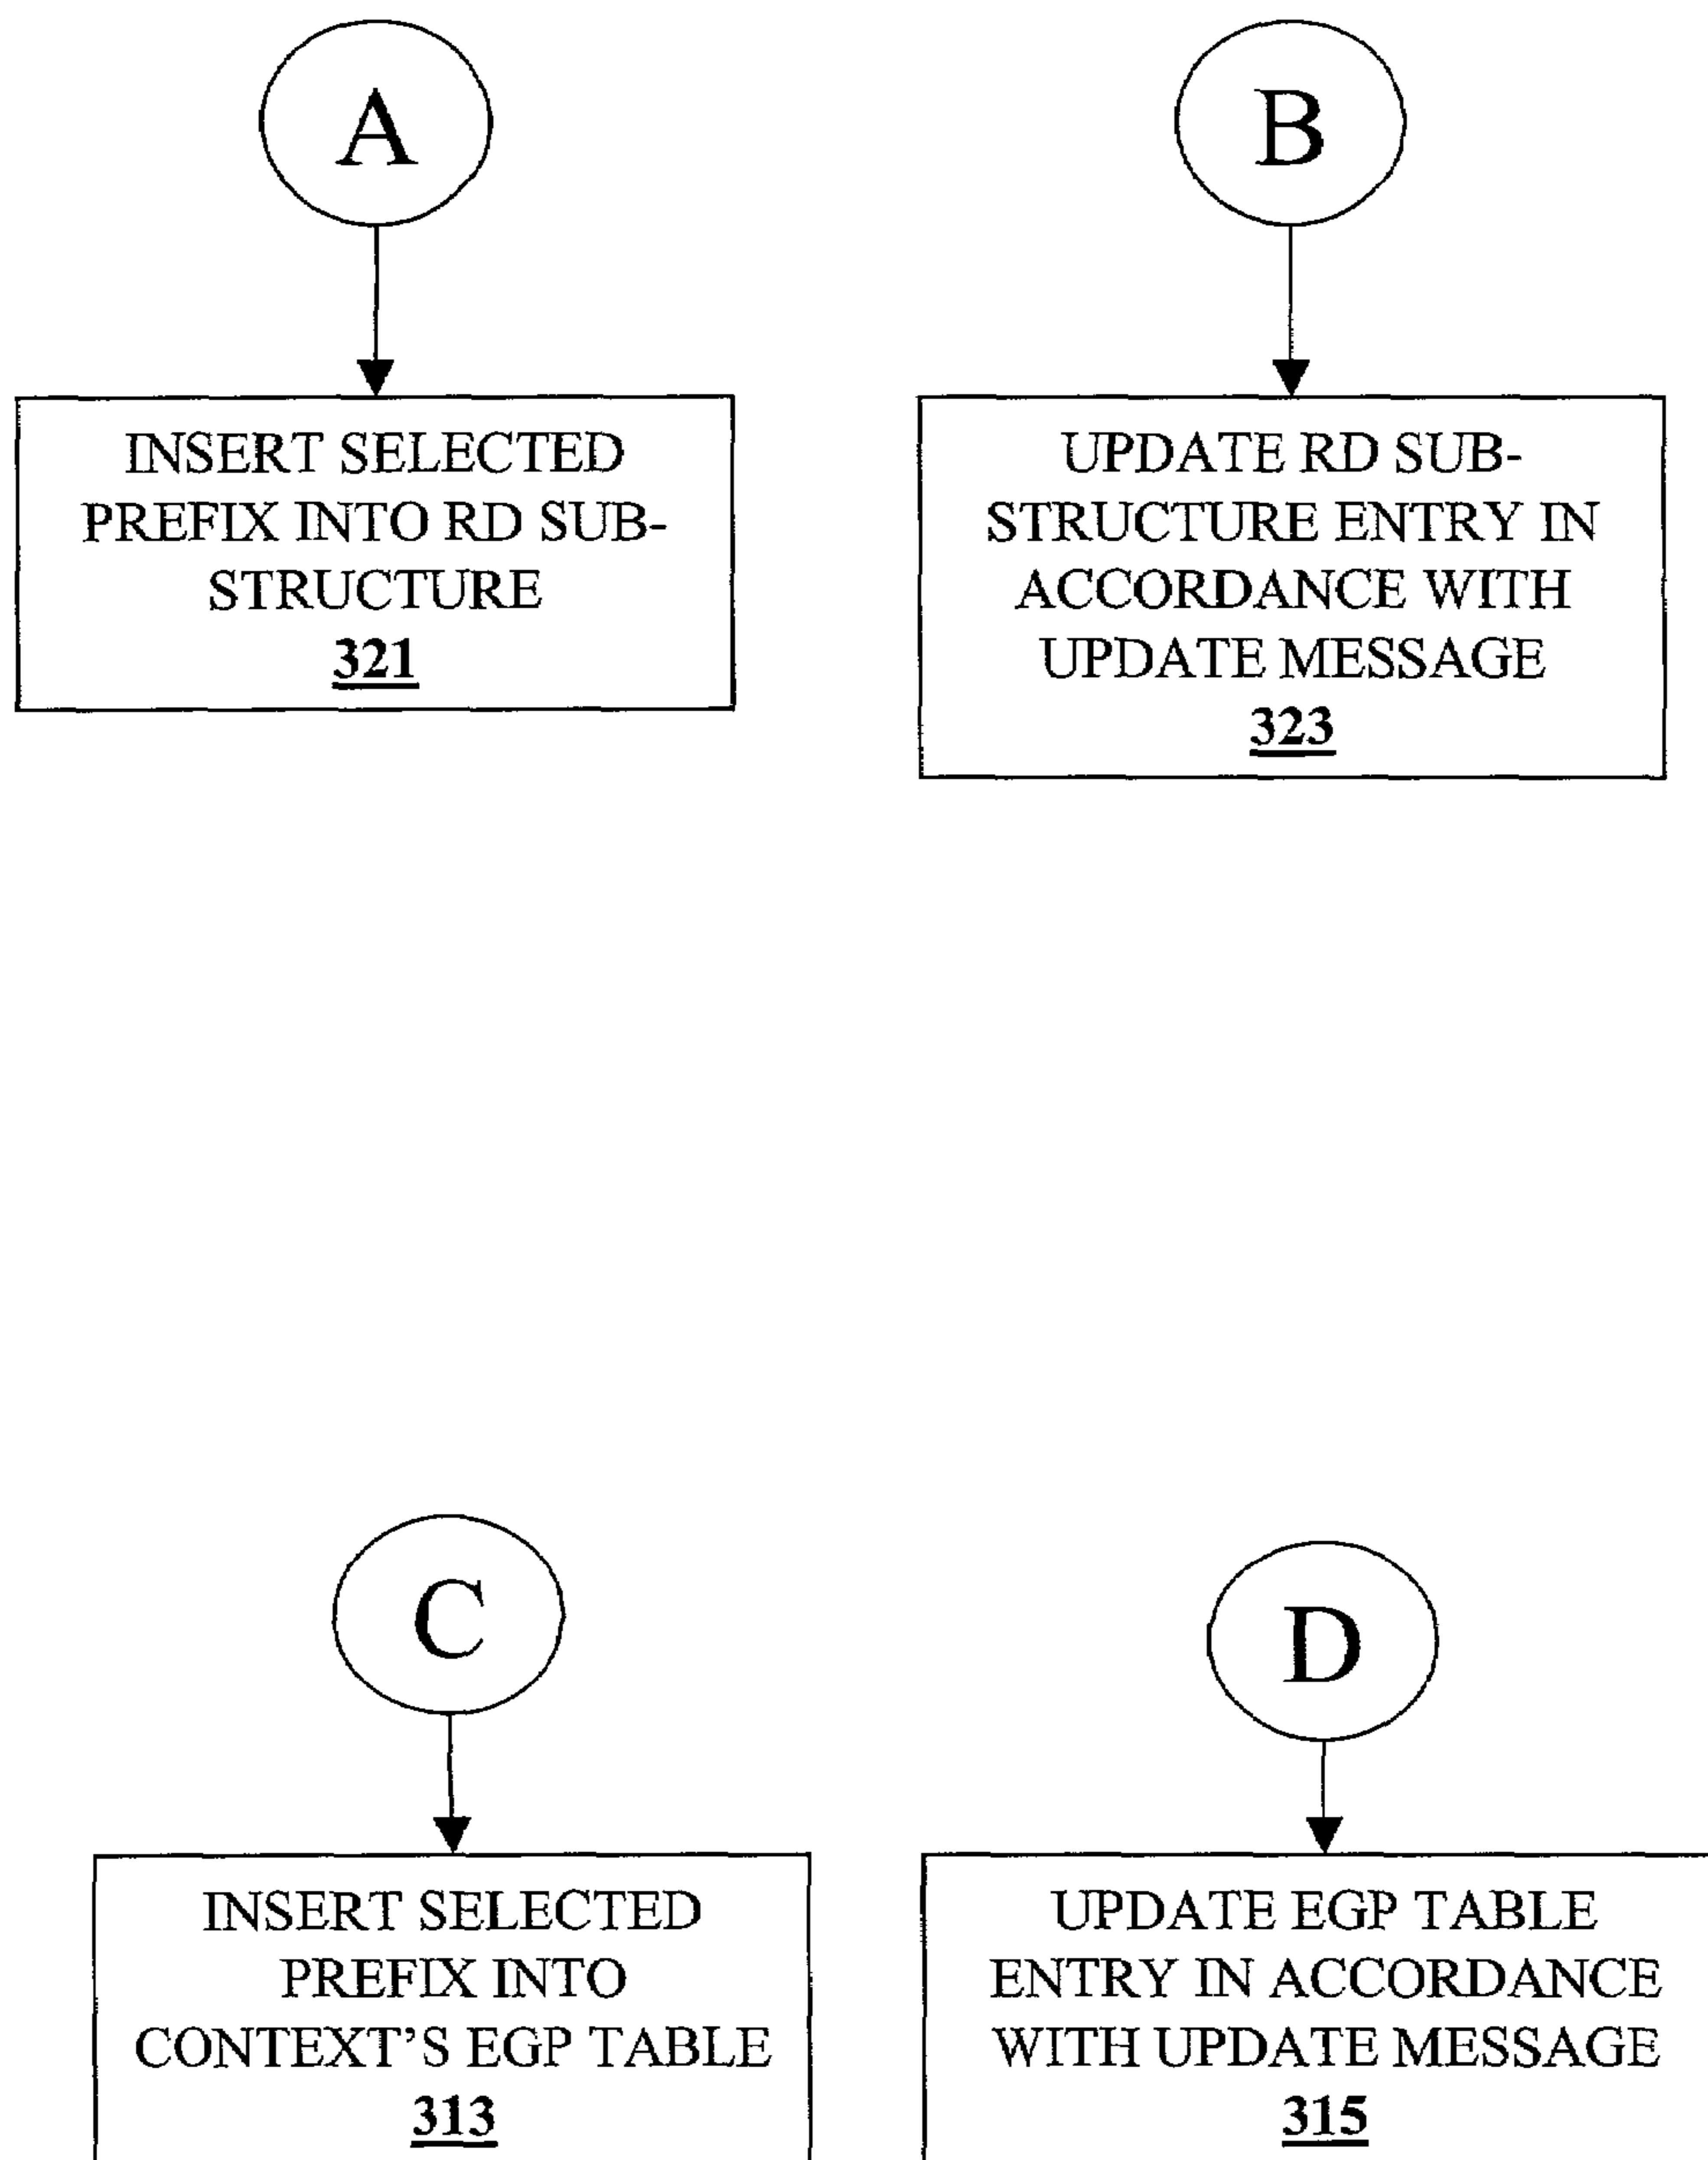 A
INSERT SELECTED
PREFIX INTO RD SUB-
STRUCTURE
321
B
UPDATE RD SUB-
STRUCTURE ENTRY IN
ACCORDANCE WITH
UPDATE MESSAGE
323
C
INSERT SELECTED
PREFIX INTO
CONTEXT'S EGP TABLE
313
D
UPDATE EGP TABLE
ENTRY IN ACCORDANCE
WITH UPDATE MESSAGE
315